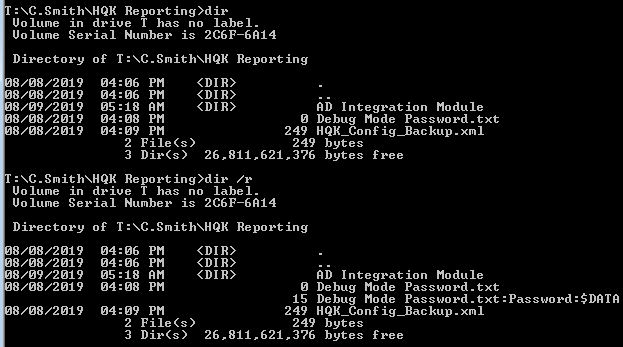 T:\C.Smith\HQK Reporting>dir
 Volume in drive T has no label.
 Volume Serial Number is 2C6F-6A14

 Directory of T:\C.Smith\HQK Reporting

08/08/2019  04:06 PM    <DIR>          .
08/08/2019  04:06 PM    <DIR>          ..
08/09/2019  05:18 AM    <DIR>          AD Integration Module
08/08/2019  04:08 PM                 0 Debug Mode Password.txt
08/08/2019  04:09 PM               249 HQK_Config_Backup.xml
               2 File(s)            249 bytes
               3 Dir(s)  26,811,621,376 bytes free

T:\C.Smith\HQK Reporting>dir /r
 Volume in drive T has no label.
 Volume Serial Number is 2C6F-6A14

 Directory of T:\C.Smith\HQK Reporting

08/08/2019  04:06 PM    <DIR>          .
08/08/2019  04:06 PM    <DIR>          ..
08/09/2019  05:18 AM    <DIR>          AD Integration Module
08/08/2019  04:08 PM                 0 Debug Mode Password.txt
                                    15 Debug Mode Password.txt:Password:$DATA
08/08/2019  04:09 PM               249 HQK_Config_Backup.xml
               2 File(s)            249 bytes
               3 Dir(s)  26,811,621,376 bytes free